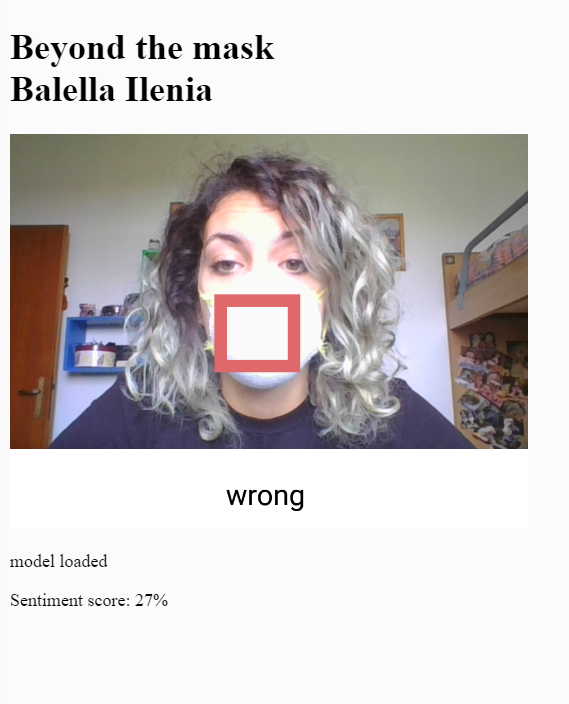 Beyond the mask
Balella Ilenia
wrong
model loaded
Sentiment score: 27%